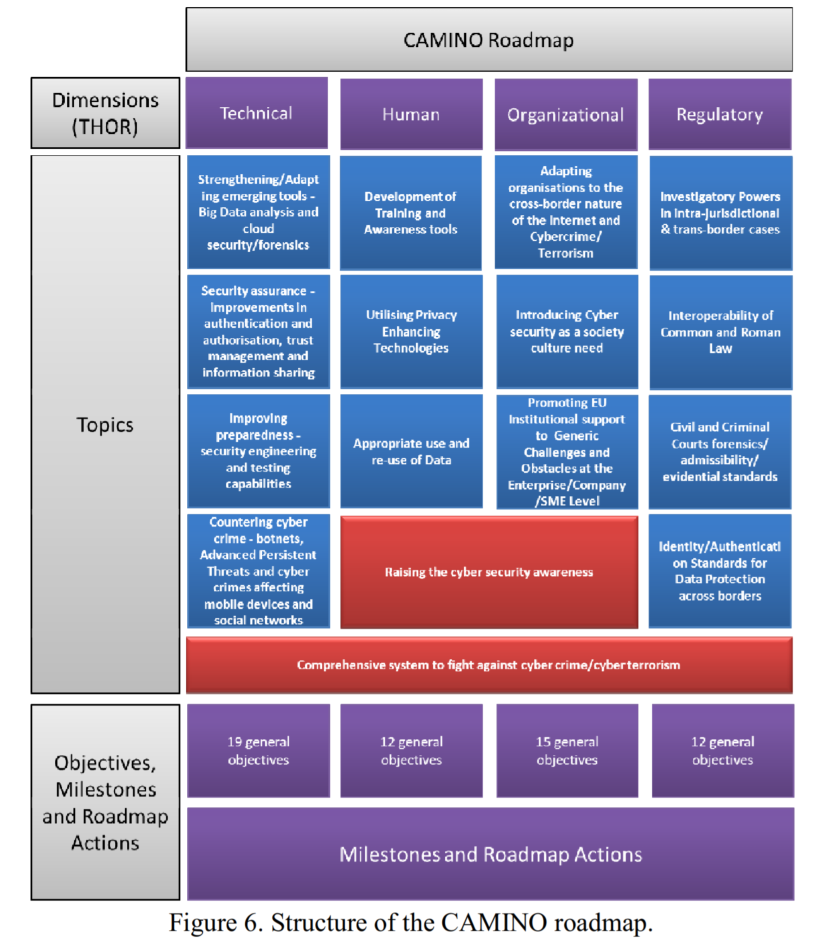 CAMINO Roadmap
Dimensions
(THOR)
Technical
Human
Organizational
Regulatory
Topics
Strengthening/Adapt
ing emerging tools –
Big Data analysis and
cloud
security/forensics
Development of
Training and
Awareness tools
Adapting
organisations to the
cross-border nature
of the Internet and
Cybercrime/
Terrorism
Investigatory Powers
in intra-jurisdictional
& trans-border cases
Security assurance –
improvements in
authentication and
authorisation, trust
management and
information sharing
Utilising Privacy
Enhancing
Technologies
Introducing Cyber
security as a society
culture need
Interoperability of
Common and Roman
Law
Improving
preparedness -
security engineering
and testing
capabilities
Appropriate use and
re-use of Data
Promoting EU
Institutional support
to Generic
Challenges and
Obstacles at the
Enterprise/Company
/SME Level
Civil and Criminal
Courts forensics/
admissibility/
evidential standards
Countering cyber
crime - botnets,
Advanced Persistent
Threats and cyber
crimes affecting
mobile devices and
social networks
Raising the cyber security awareness
Identity/Authenticati
on Standards for
Data Protection
across borders
Comprehensive system to fight against cyber crime/cyber terrorism
Objectives,
Milestones
and Roadmap
Actions
19 general
objectives
12 general
objectives
15 general
objectives
12 general
objectives
Milestones and Roadmap Actions
Figure 6. Structure of the CAMINO roadmap.